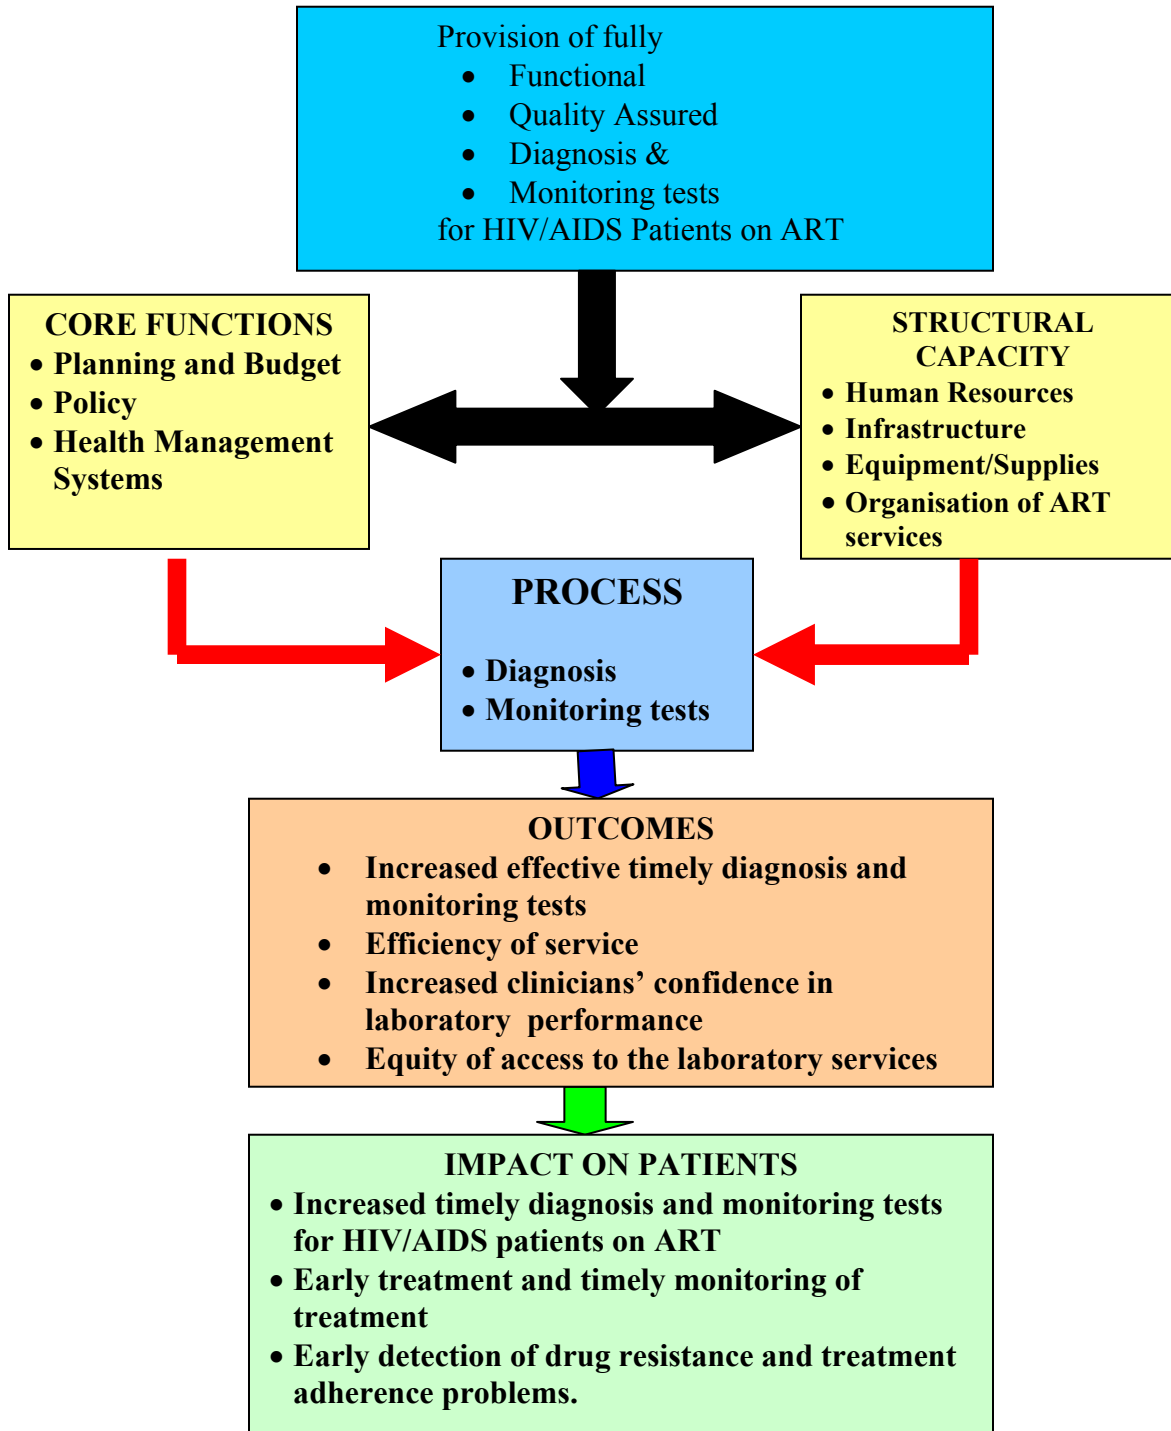 Provision of fully
• Functional
• Quality Assured
• Diagnosis &
• Monitoring tests
for HIV/AIDS Patients on ART
CORE FUNCTIONS
• Planning and Budget
• Policy
• Health Management
Systems
STRUCTURAL
CAPACITY
• Human Resources
• Infrastructure
• Equipment/Supplies
• Organisation of ART
services
PROCESS
• Diagnosis
• Monitoring tests
OUTCOMES
• Increased effective timely diagnosis and
monitoring tests
• Efficiency of service
• Increased clinicians’ confidence in
laboratory performance
• Equity of access to the laboratory services
IMPACT ON PATIENTS
• Increased timely diagnosis and monitoring tests
for HIV/AIDS patients on ART
• Early treatment and timely monitoring of
treatment
• Early detection of drug resistance and treatment
adherence problems.